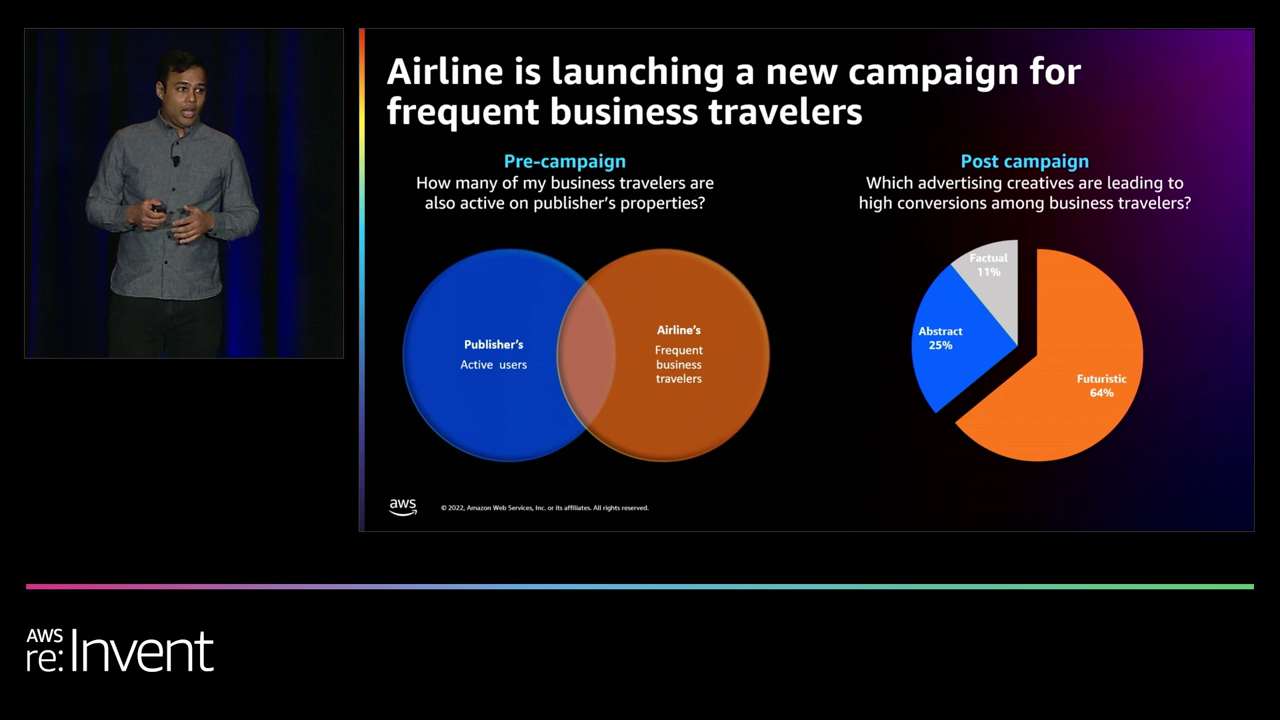 Airline is launching a new campaign for
frequent business travelers
Pre-campaign
How many of my business travelers are
also active on publisher's properties?
Publisher's
Active users
Airline's
Frequent
business
travelers
Post campaign
Which advertising creatives are leading to
high conversions among business travelers?
Factual
11%
Abstract
25%
Futuristic
64%
aws
© 2022, Amazon Web Services, Inc. or its affiliates. All rights reserved.
AWS
re:Invent